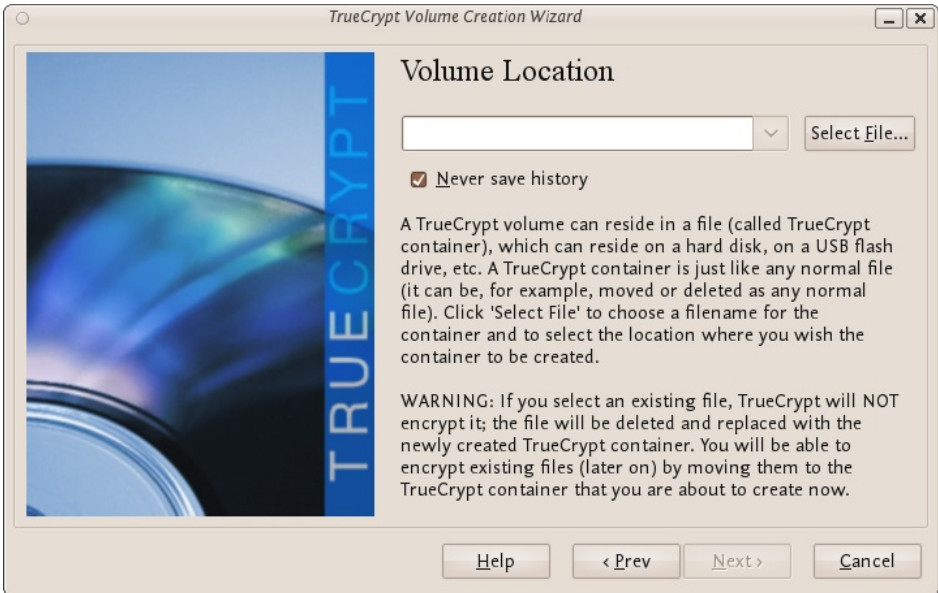 TrueCrypt Volume Creation Wizard
TRUECRYPT
Volume Location
Select File...
Never save history
A TrueCrypt volume can reside in a file (called TrueCrypt
container), which can reside on a hard disk, on a USB flash
drive, etc. A TrueCrypt container is just like any normal file
(it can be, for example, moved or deleted as any normal
file). Click 'Select File' to choose a filename for the
container and to select the location where you wish the
container to be created.
WARNING: If you select an existing file, TrueCrypt will NOT
encrypt it; the file will be deleted and replaced with the
newly created TrueCrypt container. You will be able to
encrypt existing files (later on) by moving them to the
TrueCrypt container that you are about to create now.
Help
< Prev
Next >
Cancel